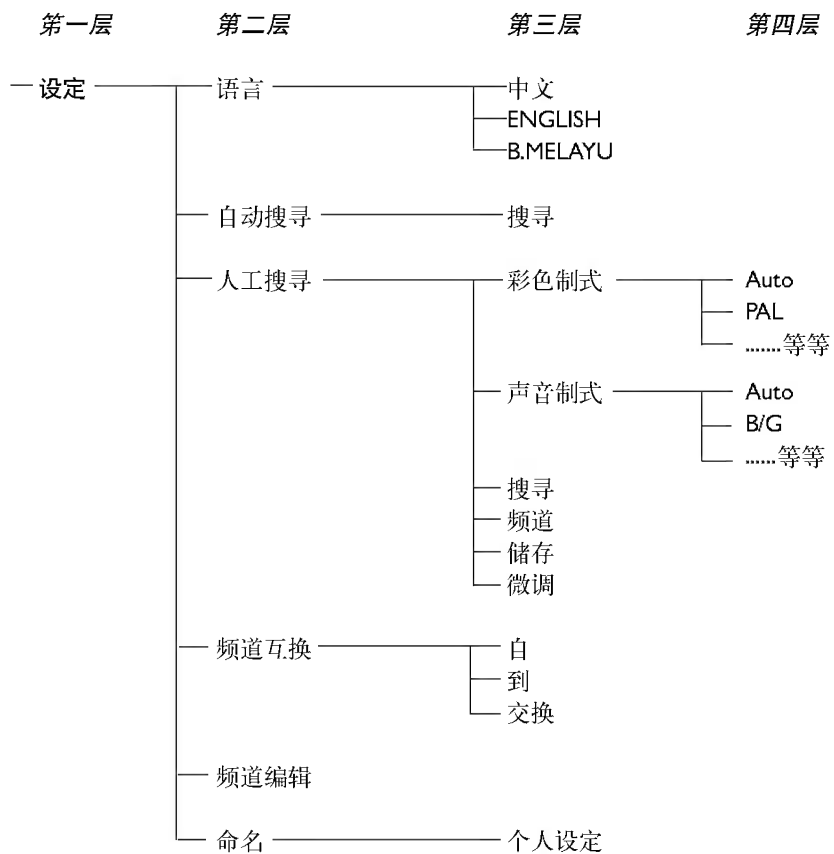 第一层 第二层 第三层 第四层
设定 语言 中文
ENGLISH
B.MELAYU
自动搜寻 搜寻
人工搜寻 彩色制式 Auto
PAL
.......等等
声音制式 Auto
B/G
......等等
搜寻
频道
储存
微调
频道互换 自
到
交换
频道编辑
命名 个人设定